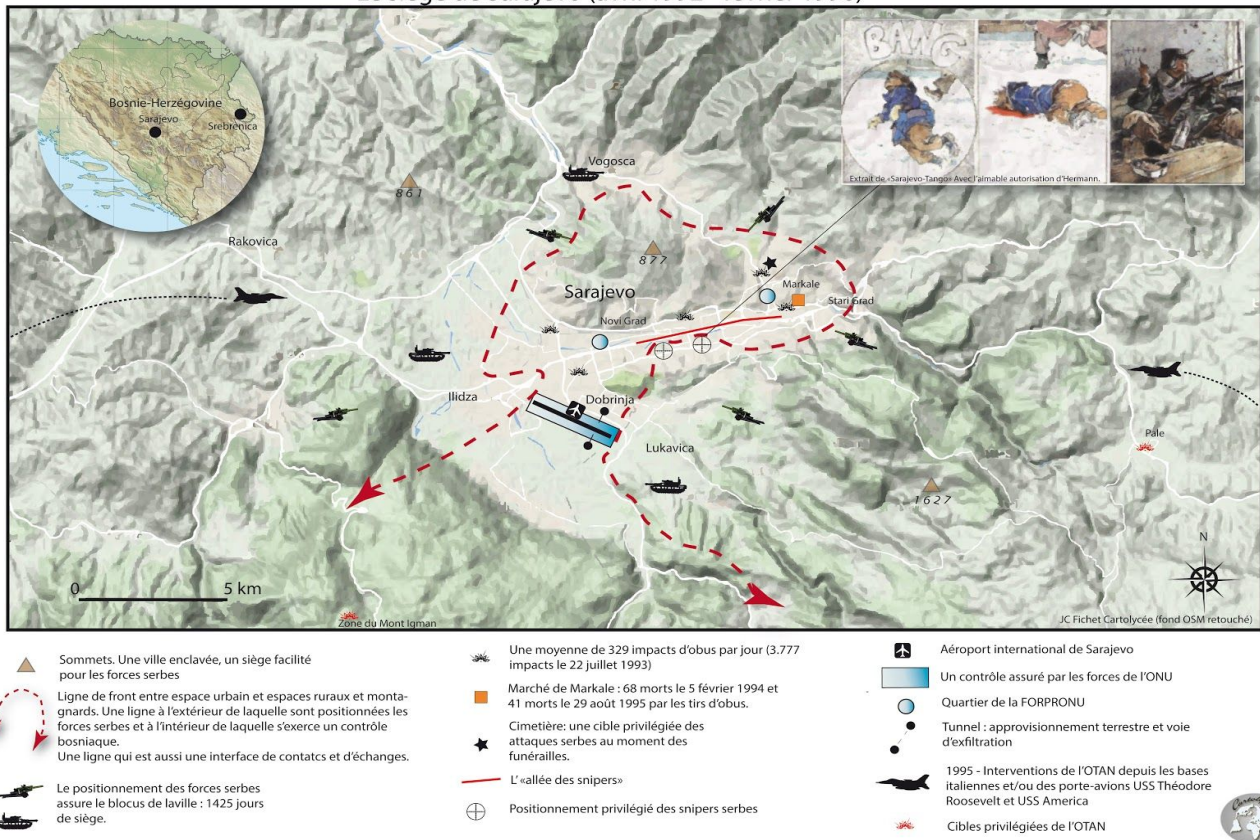 BANG
Extrait de «Sarajevo-Tango» Avec l'aimable autorisation d'Hermann.
Bosnie-Herzégovine
Sarajevo
Srebrenica
Vogosca
861
Rakovica
877
Sarajevo
Markale
Stari Grad
Novi Grad
Ilidza
Dobrinja
Lukavica
Pale
1627
N
0 5 km
Zone du Mont Igman
JC Fichet Cartolycée (fond OSM retouché)
Sommets. Une ville enclavée, un siège facilité
pour les forces serbes
Ligne de front entre espace urbain et espaces ruraux et monta-
gnards. Une ligne à l'extérieur de laquelle sont positionnées les
forces serbes et à l'intérieur de laquelle s'exerce un contrôle
bosniaque.
Une ligne qui est aussi une interface de contatcs et d'échanges.
Le positionnement des forces serbes
assure le blocus de laville : 1425 jours
de siège.
Une moyenne de 329 impacts d'obus par jour (3.777
impacts le 22 juillet 1993)
Marché de Markale : 68 morts le 5 février 1994 et
41 morts le 29 août 1995 par les tirs d'obus.
Cimetière: une cible privilégiée des
attaques serbes au moment des
funérailles.
L' «allée des snipers»
Positionnement privilégié des snipers serbes
Aéroport international de Sarajevo
Un contrôle assuré par les forces de l'ONU
Quartier de la FORPRONU
Tunnel : approvisionnement terrestre et voie
d'exfiltration
1995 - Interventions de l'OTAN depuis les bases
italiennes et/ou des porte-avions USS Théodore
Roosevelt et USS America
Cibles privilégiées de l'OTAN